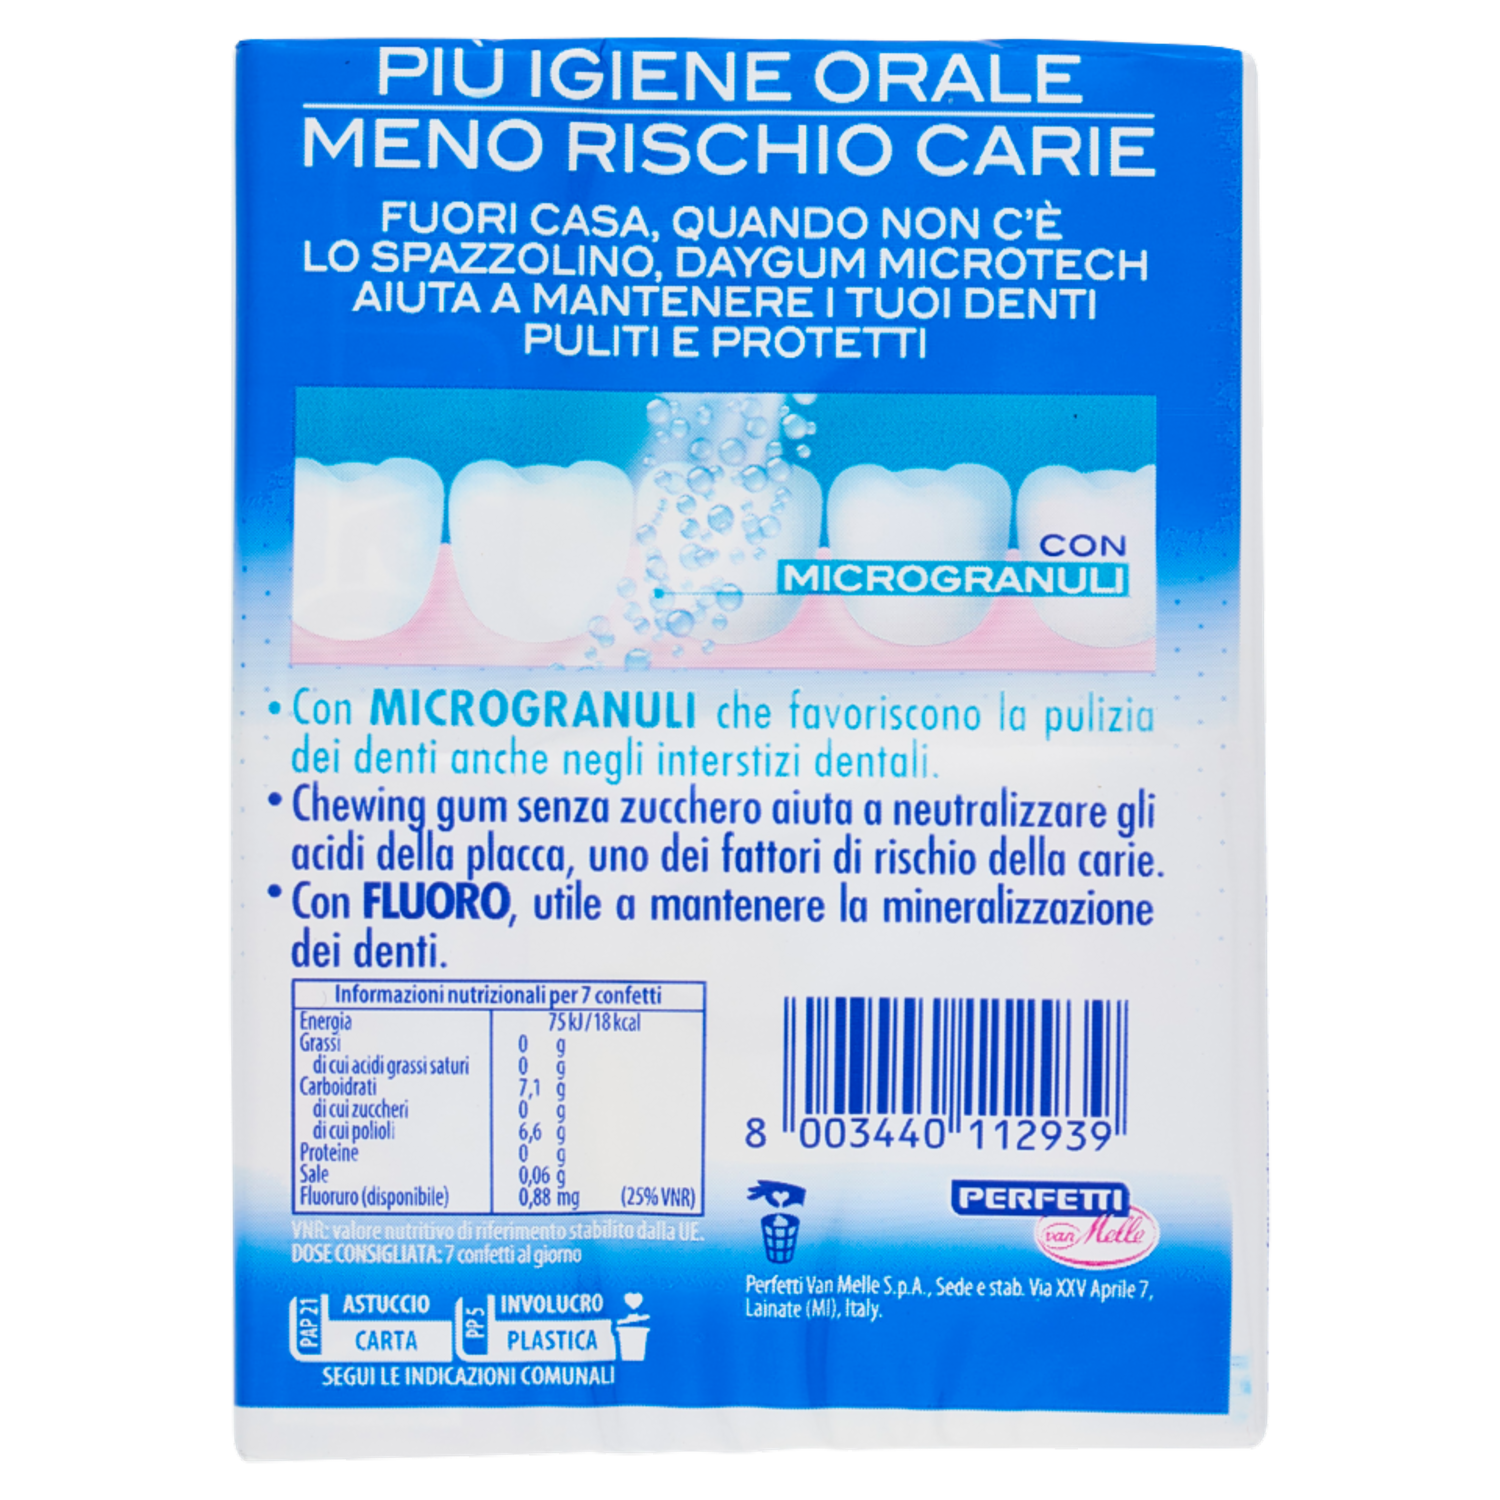 PIÙ IGIENE ORALE
MENO RISCHIO CARIE
FUORI CASA, QUANDO NON C'È
LO SPAZZOLINO, DAYGUM MICROTECH
AIUTA A MANTENERE I TUOI DENTI
PULITI E PROTETTI
CON
MICROGRANULI
• Con MICROGRANULI che favoriscono la pulizia
dei denti anche negli interstizi dentali.
• Chewing gum senza zucchero aiuta a neutralizzare gli
acidi della placca, uno dei fattori di rischio della carie.
• Con FLUORO, utile a mantenere la mineralizzazione
dei denti.
Informazioni nutrizionali per 7 confetti
Energia 75 kJ / 18 kcal
Grassi 0 g
di cui acidi grassi saturi 0 g
Carboidrati 7,1 g
di cui zuccheri 0 g
di cui polioli 6,6 g
Proteine 0 g
Sale 0,06 g
Fluoruro (disponibile) 0,88 mg (25% VNR)
VNR: valore nutritivo di riferimento stabilito dalla UE.
DOSE CONSIGLIATA: 7 confetti al giorno
8 003440 112939
PERFETTI
van Melle
Perfetti Van Melle S.p.A., Sede e stab. Via XXV Aprile 7,
Lainate (MI), Italy.
PAP 21 ASTUCCIO CARTA
PP 5 INVOLUCRO PLASTICA
SEGUI LE INDICAZIONI COMUNALI